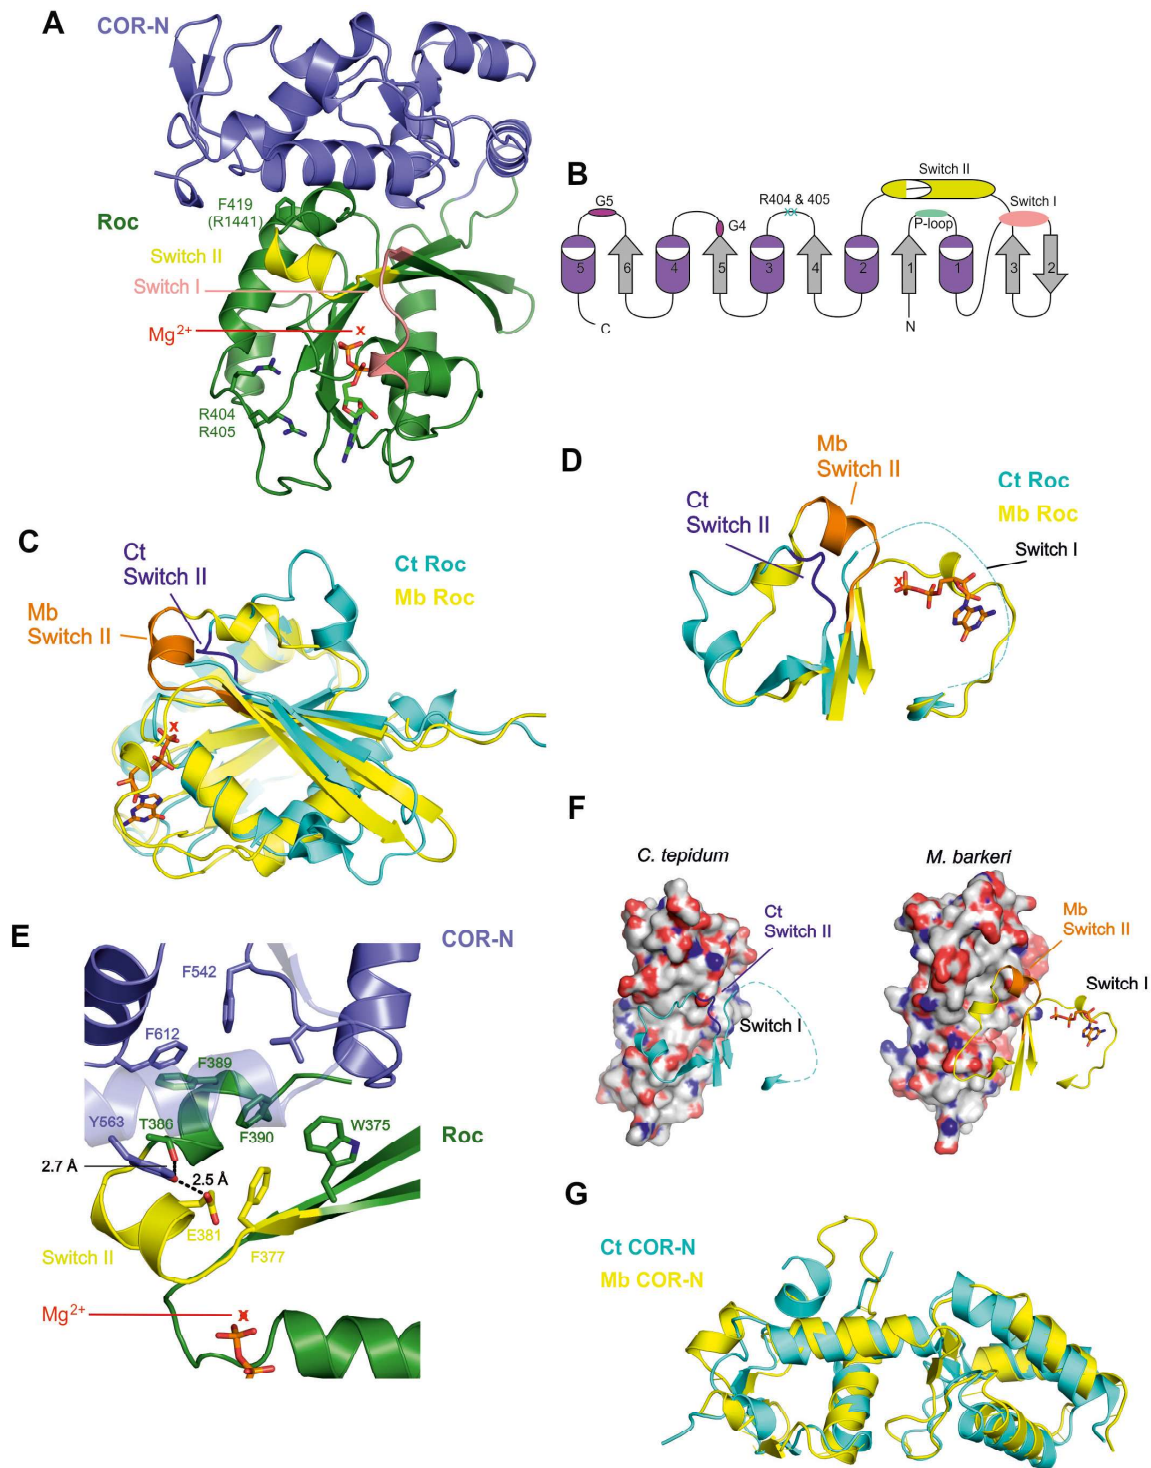 A
COR-N
F419
(R1441)
Roc
Switch II
Switch I
Mg2+
R404
R405
B
Switch II
G5
R404 & 405
G4
P-loop
Switch I
5
6
4
5
3
4
2
1
1
3
2
C
N
C
Ct
Switch II
Mb
Switch II
Ct Roc
Mb Roc
D
Mb
Switch II
Ct
Switch II
Ct Roc
Mb Roc
Switch I
x
x
E
COR-N
F542
F612
F389
Y563
T386
F390
W375
Roc
2.7 Å
2.5 Å
E381
F377
Switch II
Mg2+
x
F
C. tepidum
M. barkeri
Ct
Switch II
Mb
Switch II
Switch I
Switch I
G
Ct COR-N
Mb COR-N